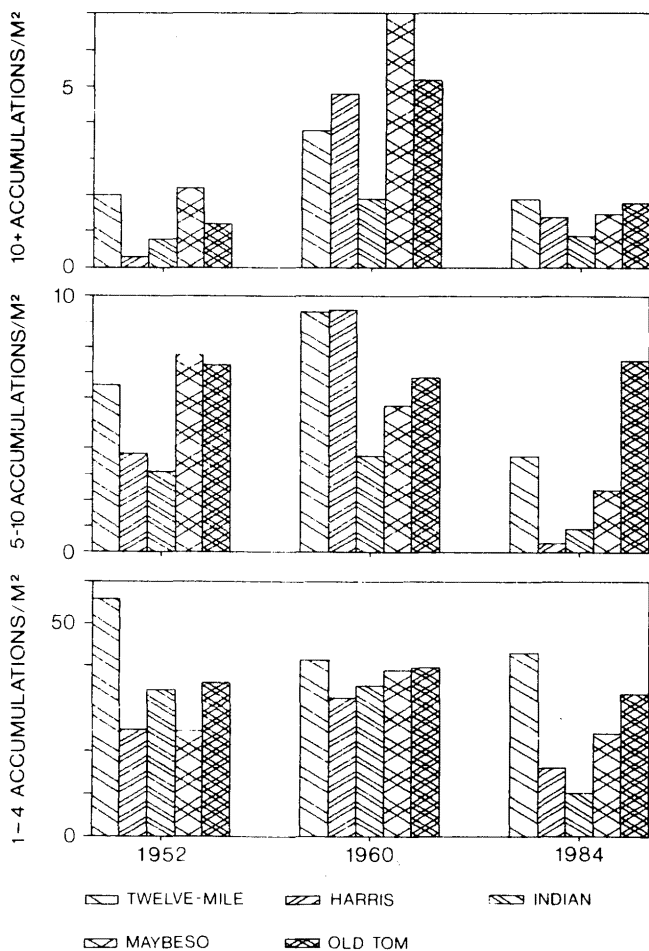 10+ ACCUMULATIONS/M²
5
0
5-10 ACCUMULATIONS/M²
10
0
1-4 ACCUMULATIONS/M²
50
0
1952 1960 1984
TWELVE-MILE HARRIS INDIAN
MAYBESO OLD TOM